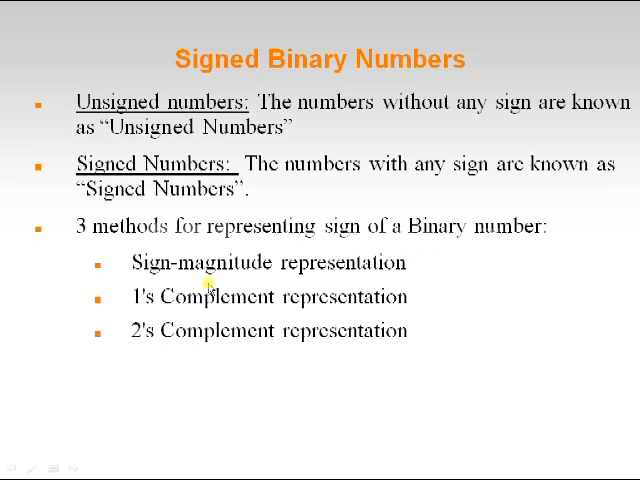 Signed Binary Numbers
Unsigned numbers: The numbers without any sign are known
as “Unsigned Numbers”
Signed Numbers: The numbers with any sign are known as
“Signed Numbers”.
3 methods for representing sign of a Binary number:
Sign-magnitude representation
1's Complement representation
2's Complement representation